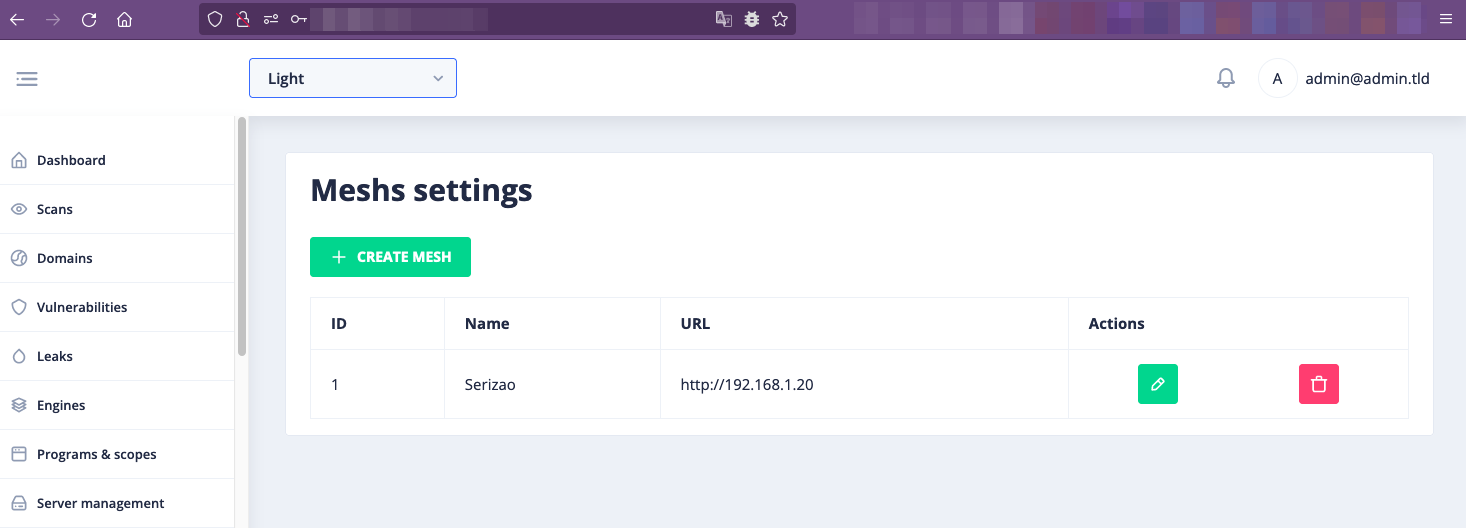 Light
A
admin@admin.tld
Dashboard
Scans
Domains
Vulnerabilities
Leaks
Engines
Programs & scopes
Server management
Meshs settings
CREATE MESH
ID Name URL Actions
1 Serizao http://192.168.1.20